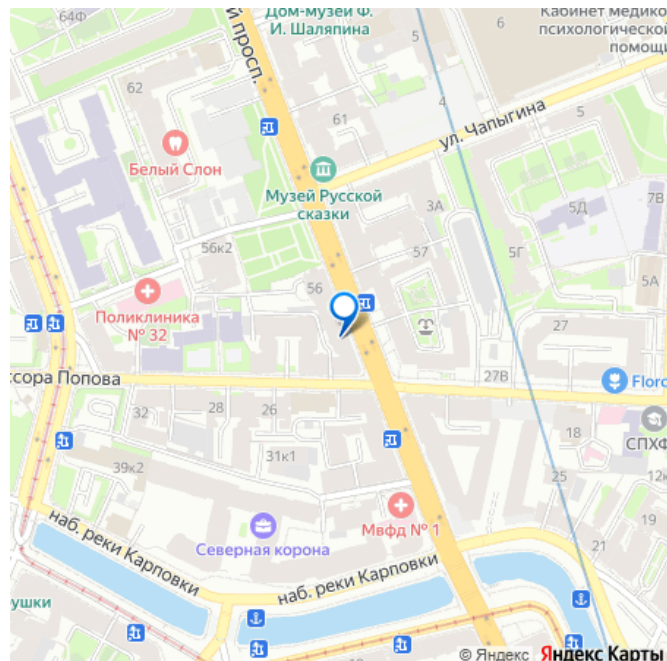 64Ф
Дом-музей Ф.
И. Шаляпина
6
Кабинет медико
психологической
помощи
й просп.
62
4
61
ул. Чапыгина
5
Белый Слон
Музей Русской
сказки
3А
5Д
7В
56к2
57
5Г
5А
56
Поликлиника
№ 32
27
ссора Попова
27В
Florc
32
28
26
18
СПХФ
31к1
39к2
25
12к
19
Мвфд № 1
Северная корона
21
наб. реки Карповки
наб. реки Карповки
ушки
© Яндекс Яндекс Карты